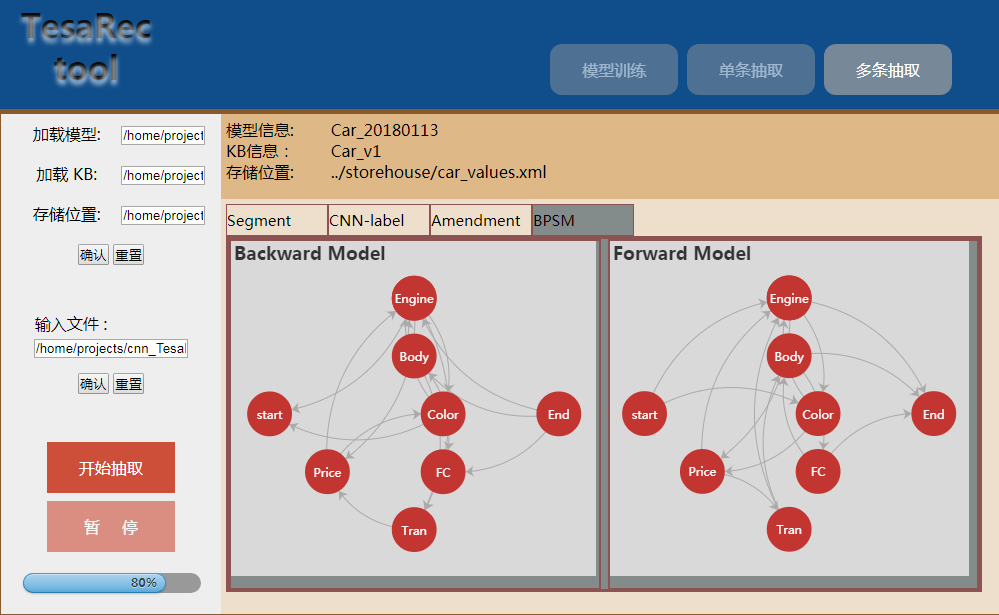 TesaRec
tool
模型训练
单条抽取
多条抽取
加载模型:
/home/project
加载 KB:
/home/project
存储位置:
/home/project
确认
重置
输入文件 :
/home/projects/cnn_Tesal
确认
重置
开始抽取
暂 停
80%
模型信息: Car_20180113
KB信息 : Car_v1
存储位置: ../storehouse/car_values.xml
Segment
CNN-label
Amendment
BPSM
Backward Model
Engine
Body
start
Color
End
Price
FC
Tran
Forward Model
Engine
Body
start
Color
End
Price
FC
Tran